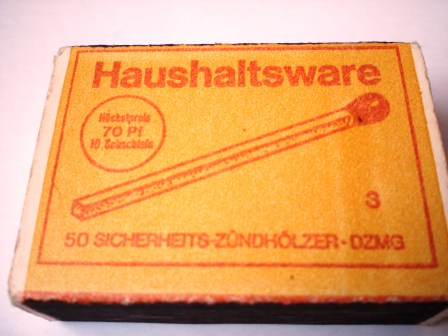 Haushaltsware
Höchstpreis
70 Pf
10 Schachteln
3
50 SICHERHEITS-ZÜNDHÖLZER·DZMG